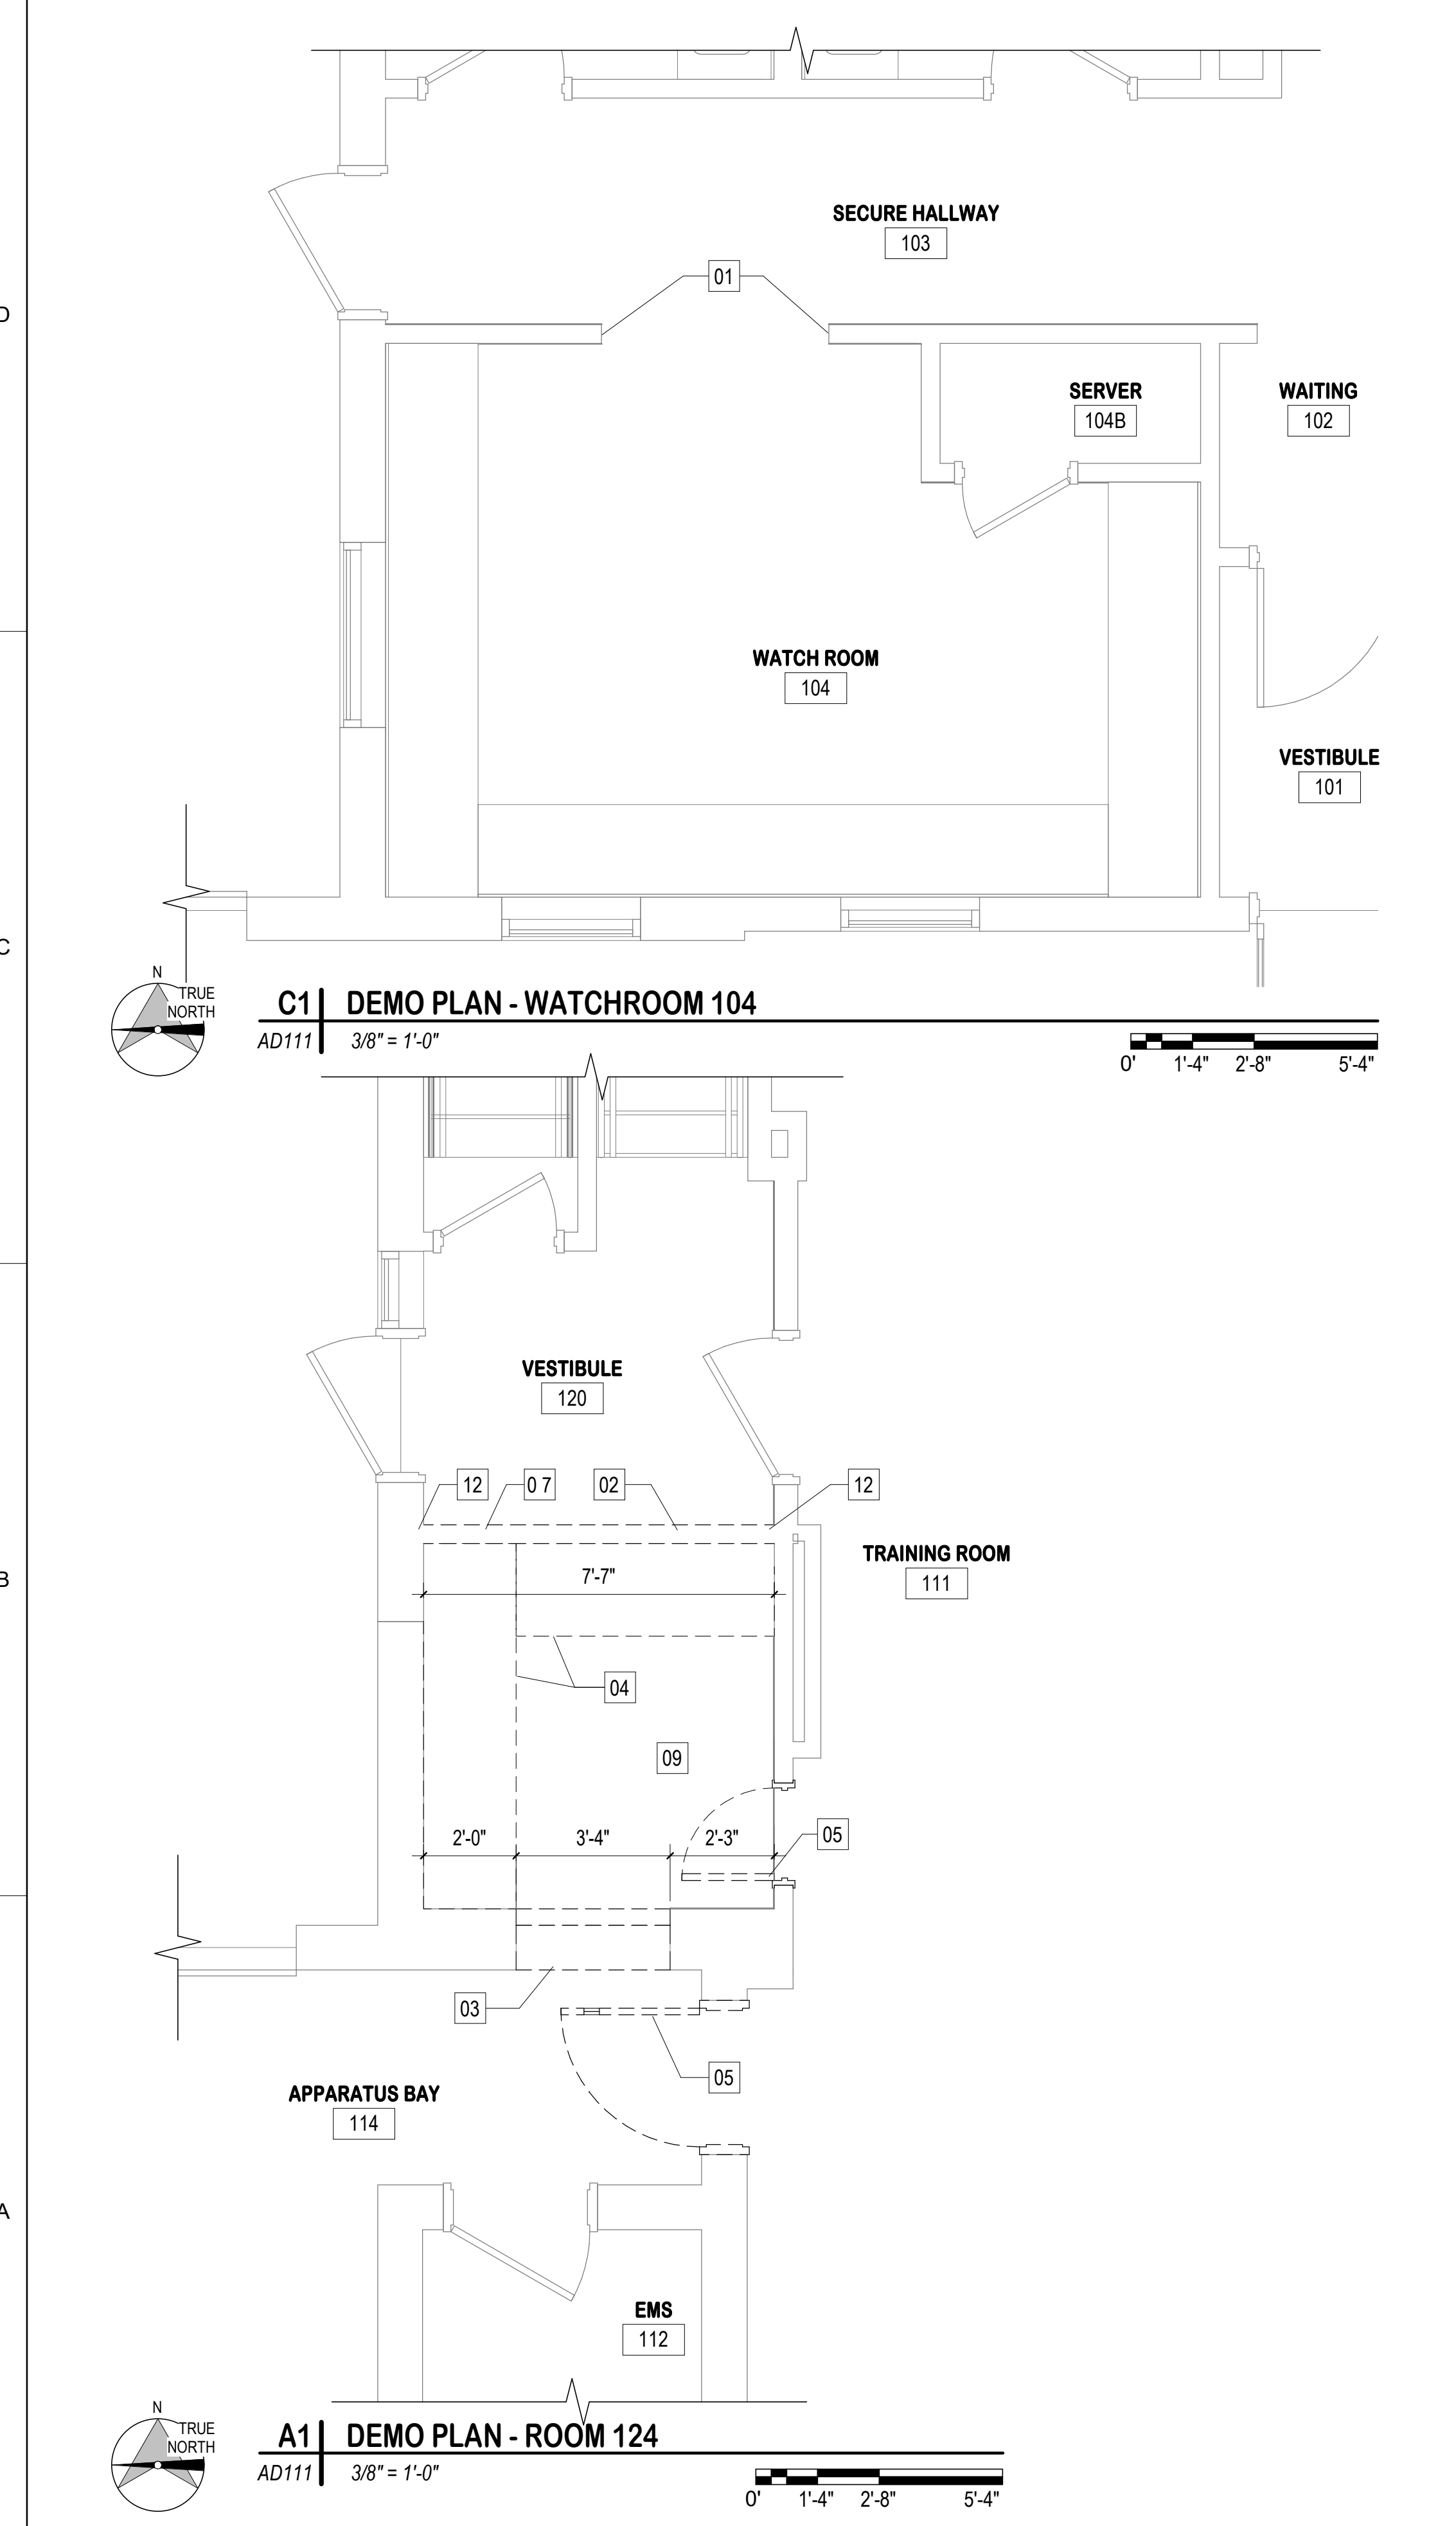 SECURE HALLWAY
103
01
D
SERVER
104B
WAITING
102
WATCH ROOM
104
VESTIBULE
101
C
N
TRUE
NORTH
C1 DEMO PLAN - WATCHROOM 104
AD111 3/8" = 1'-0"
0' 1'-4" 2'-8" 5'-4"
VESTIBULE
120
12 0 7 02 12
TRAINING ROOM
111
B
7'-7"
04
09
2'-0" 3'-4" 2'-3" 05
03
05
APPARATUS BAY
114
A
EMS
112
N
TRUE
NORTH
A1 DEMO PLAN - ROOM 124
AD111 3/8" = 1'-0"
0' 1'-4" 2'-8" 5'-4"